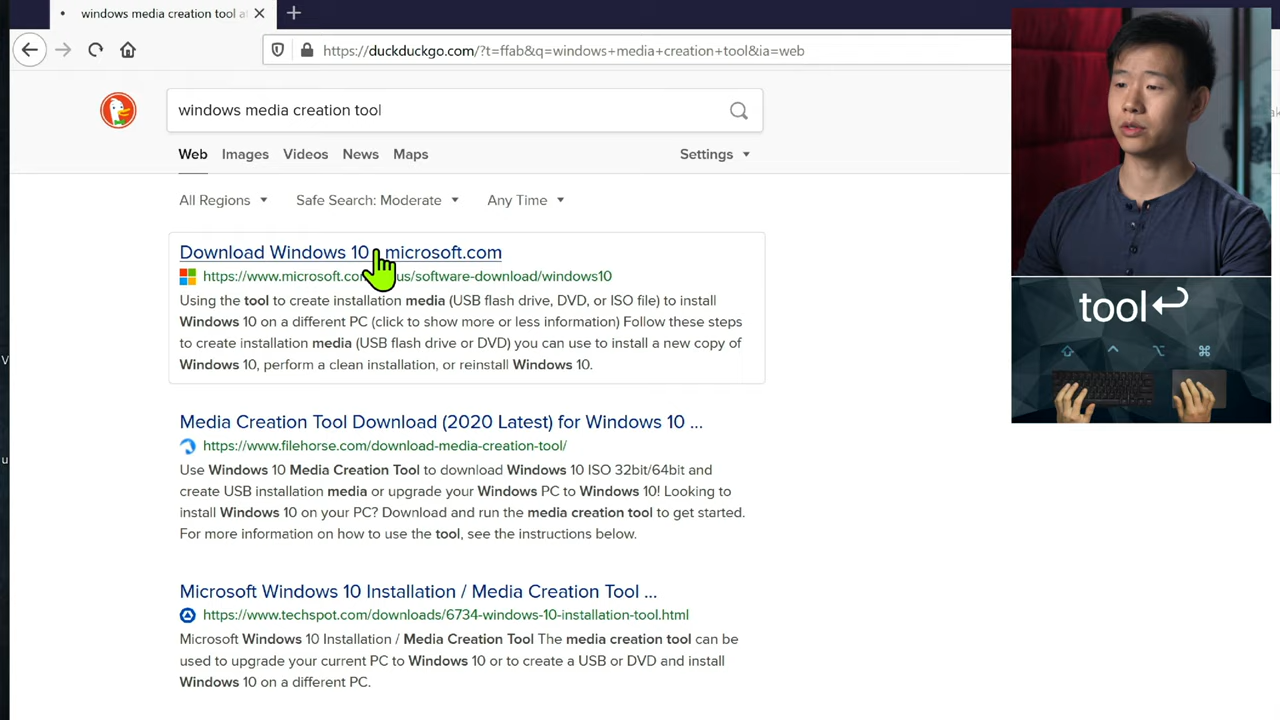 windows media creation tool a
https://duckduckgo.com/?t=ffab&q=windows+media+creation+tool&ia=web
windows media creation tool
Web Images Videos News Maps Settings
All Regions Safe Search: Moderate Any Time
Download Windows 10 microsoft.com
https://www.microsoft.co us/software-download/windows10
Using the tool to create installation media (USB flash drive, DVD, or ISO file) to install
Windows 10 on a different PC (click to show more or less information) Follow these steps
to create installation media (USB flash drive or DVD) you can use to install a new copy of
Windows 10, perform a clean installation, or reinstall Windows 10.
Media Creation Tool Download (2020 Latest) for Windows 10 ...
https://www.filehorse.com/download-media-creation-tool/
Use Windows 10 Media Creation Tool to download Windows 10 ISO 32bit/64bit and
create USB installation media or upgrade your Windows PC to Windows 10! Looking to
install Windows 10 on your PC? Download and run the media creation tool to get started.
For more information on how to use the tool, see the instructions below.
Microsoft Windows 10 Installation / Media Creation Tool ...
https://www.techspot.com/downloads/6734-windows-10-installation-tool.html
Microsoft Windows 10 Installation / Media Creation Tool The media creation tool can be
used to upgrade your current PC to Windows 10 or to create a USB or DVD and install
Windows 10 on a different PC.
tool↵